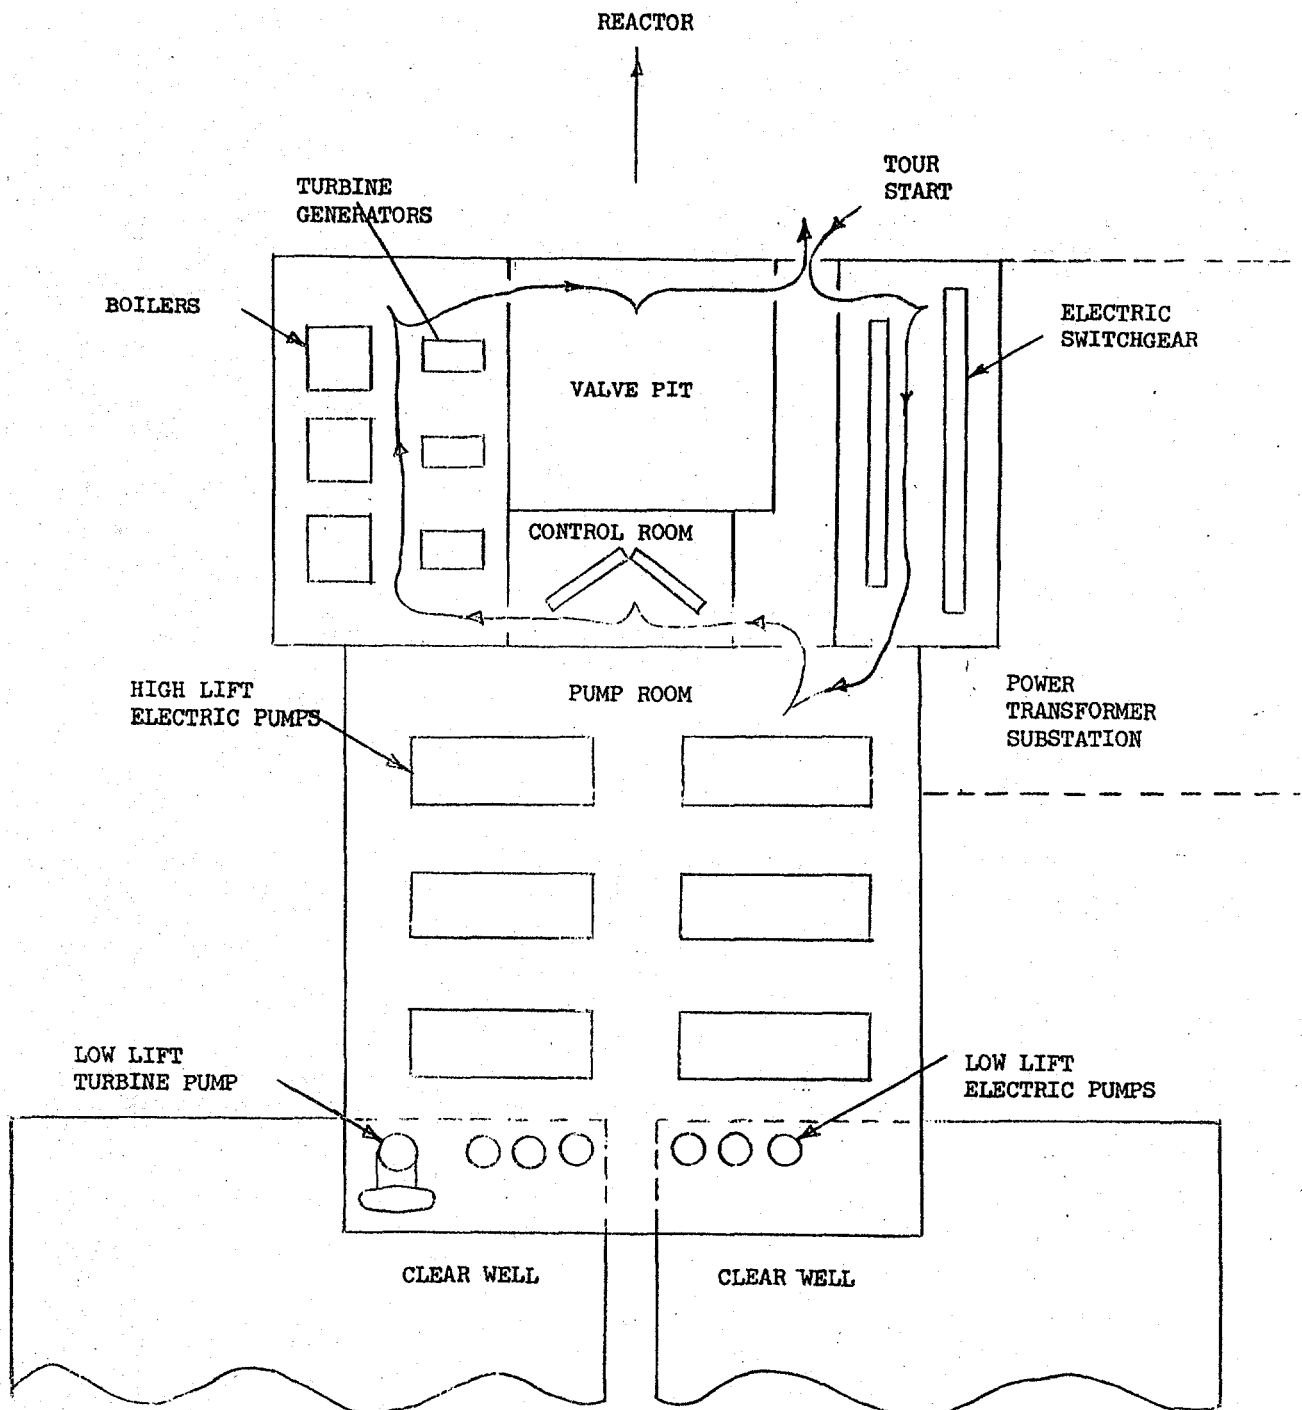 REACTOR
TOUR
START
TURBINE
GENERATORS
BOILERS
ELECTRIC
SWITCHGEAR
VALVE PIT
CONTROL ROOM
HIGH LIFT
ELECTRIC PUMPS
PUMP ROOM
POWER
TRANSFORMER
SUBSTATION
LOW LIFT
TURBINE PUMP
LOW LIFT
ELECTRIC PUMPS
CLEAR WELL
CLEAR WELL